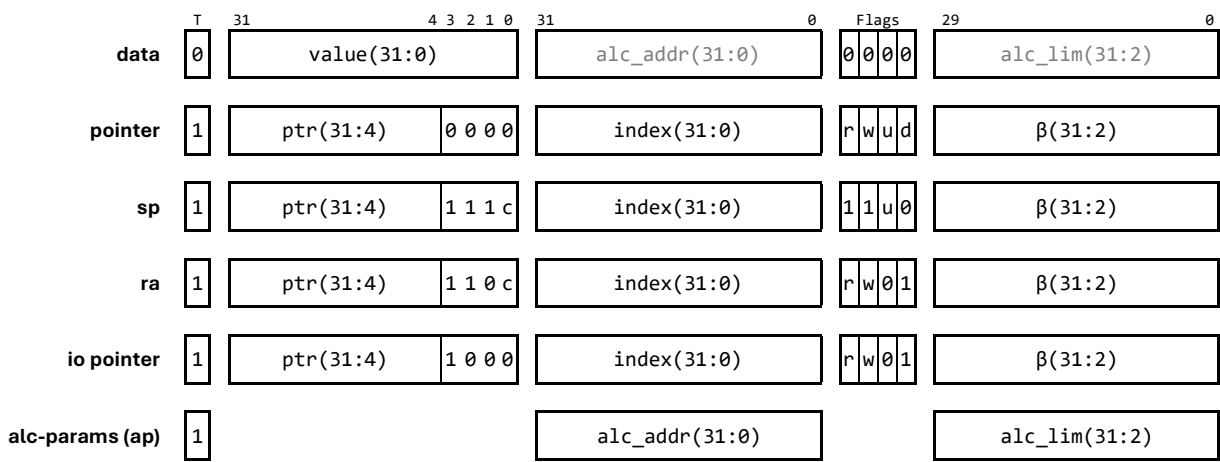 T 31 4 3 2 1 0 31 0 Flags 29 0
data 0 value(31:0) alc_addr(31:0) 0 0 0 0 alc_lim(31:2)
pointer 1 ptr(31:4) 0 0 0 0 index(31:0) r w u d β(31:2)
sp 1 ptr(31:4) 1 1 1 c index(31:0) 1 1 u 0 β(31:2)
ra 1 ptr(31:4) 1 1 0 c index(31:0) r w 0 1 β(31:2)
io pointer 1 ptr(31:4) 1 0 0 0 index(31:0) r w 0 1 β(31:2)
alc-params (ap) 1 alc_addr(31:0) alc_lim(31:2)